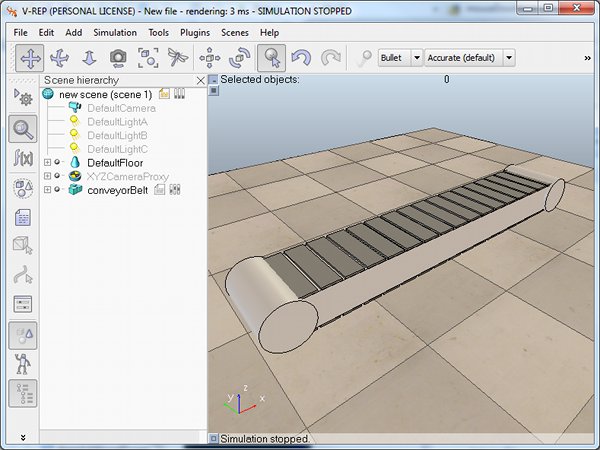 V-REP (PERSONAL LICENSE) - New file - rendering: 3 ms - SIMULATION STOPPED
File Edit Add Simulation Tools Plugins Scenes Help
Bullet Accurate (default) »
Scene hierarchy
Selected objects: 0
new scene (scene 1)
DefaultCamera
DefaultLightA
DefaultLightB
DefaultLightC
DefaultFloor
XYZCameraProxy
conveyorBelt
f(x)
z
y x
Simulation stopped.